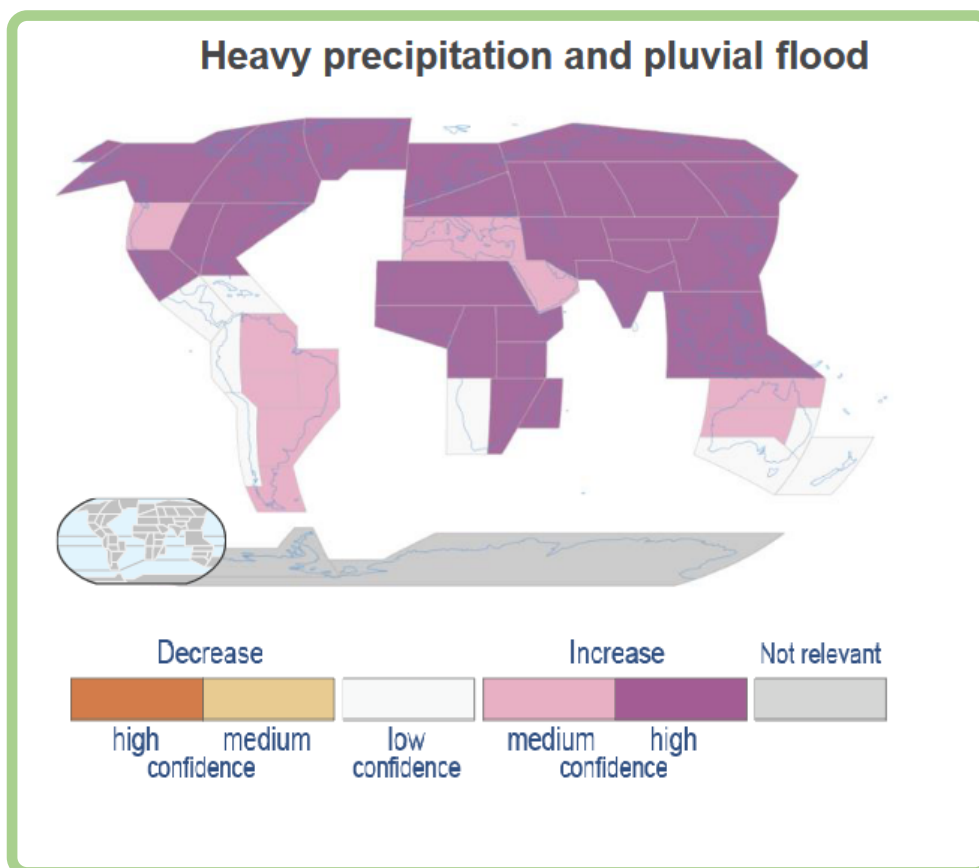 Heavy precipitation and pluvial flood
Decrease Increase Not relevant
high medium low medium high
confidence confidence confidence